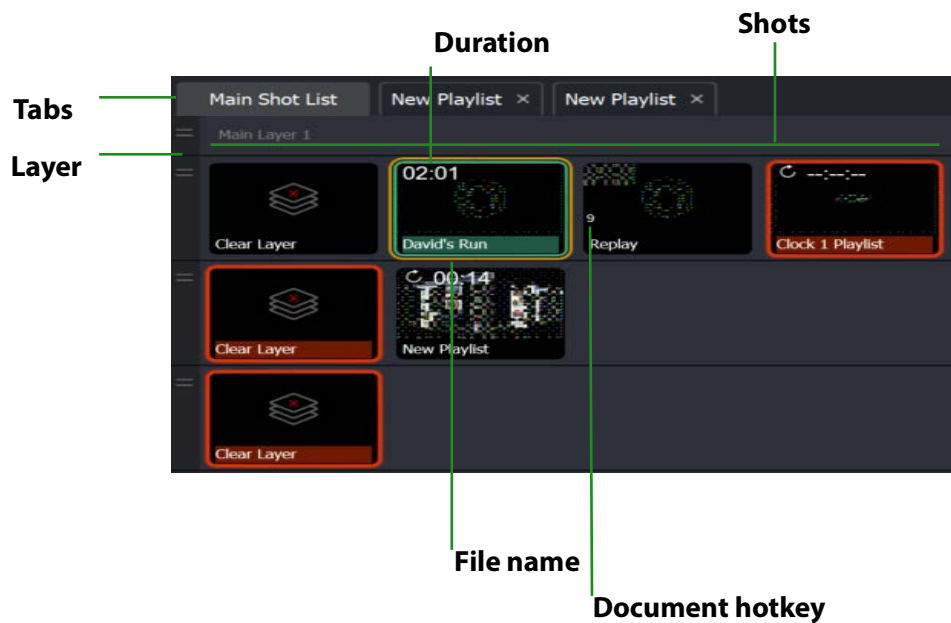 Shots
Duration
Tabs
Main Shot List
New Playlist ×
New Playlist ×
Main Layer 1
Layer
02:01
--:--:--
9
Clear Layer
David's Run
Replay
Clock 1 Playlist
00:14
Clear Layer
New Playlist
Clear Layer
File name
Document hotkey